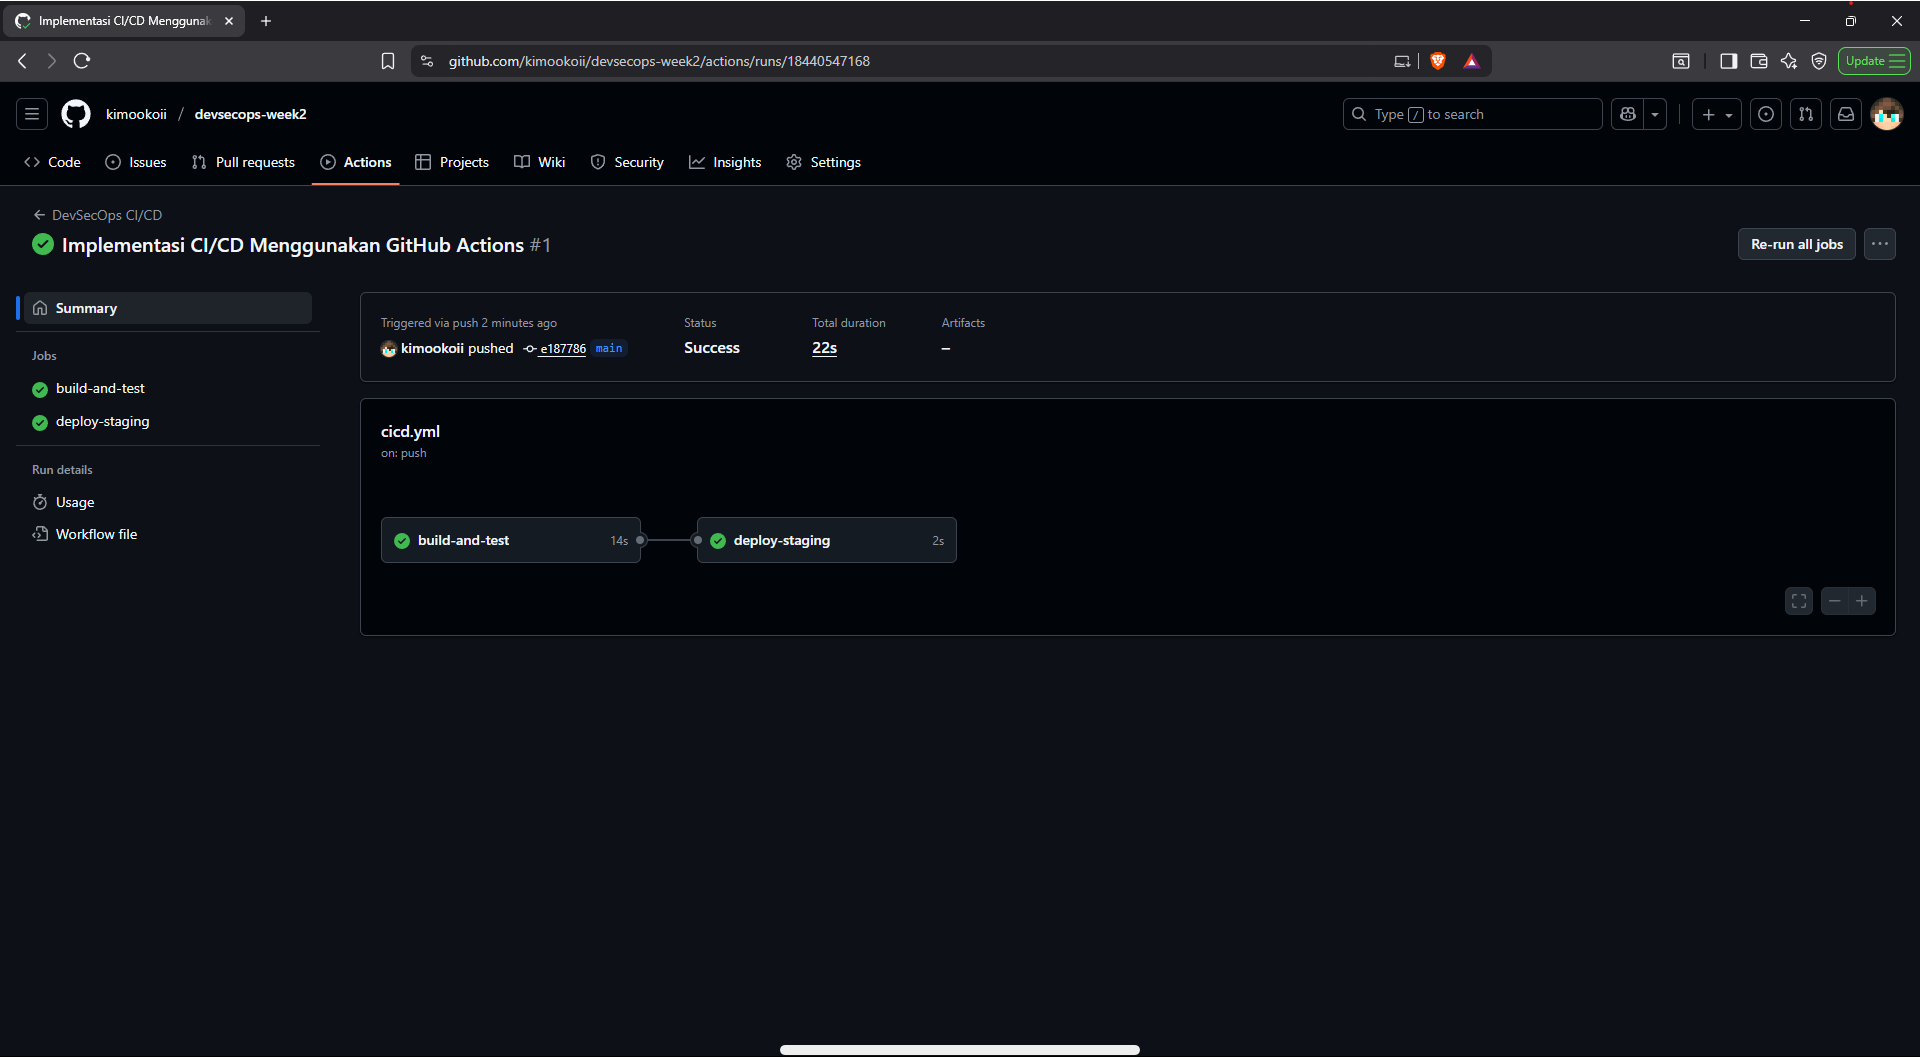 Implementasi CI/CD Menggunak
github.com/kimookoii/devsecops-week2/actions/runs/18440547168
Update
kimookoii / devsecops-week2
Type / to search
Code Issues Pull requests Actions Projects Wiki Security Insights Settings
DevSecOps CI/CD
Implementasi CI/CD Menggunakan GitHub Actions #1
Re-run all jobs
Summary
Jobs
build-and-test
deploy-staging
Run details
Usage
Workflow file
Triggered via push 2 minutes ago
kimookoii pushed e187786 main
Status
Success
Total duration
22s
Artifacts
–
cicd.yml
on: push
build-and-test 14s
deploy-staging 2s